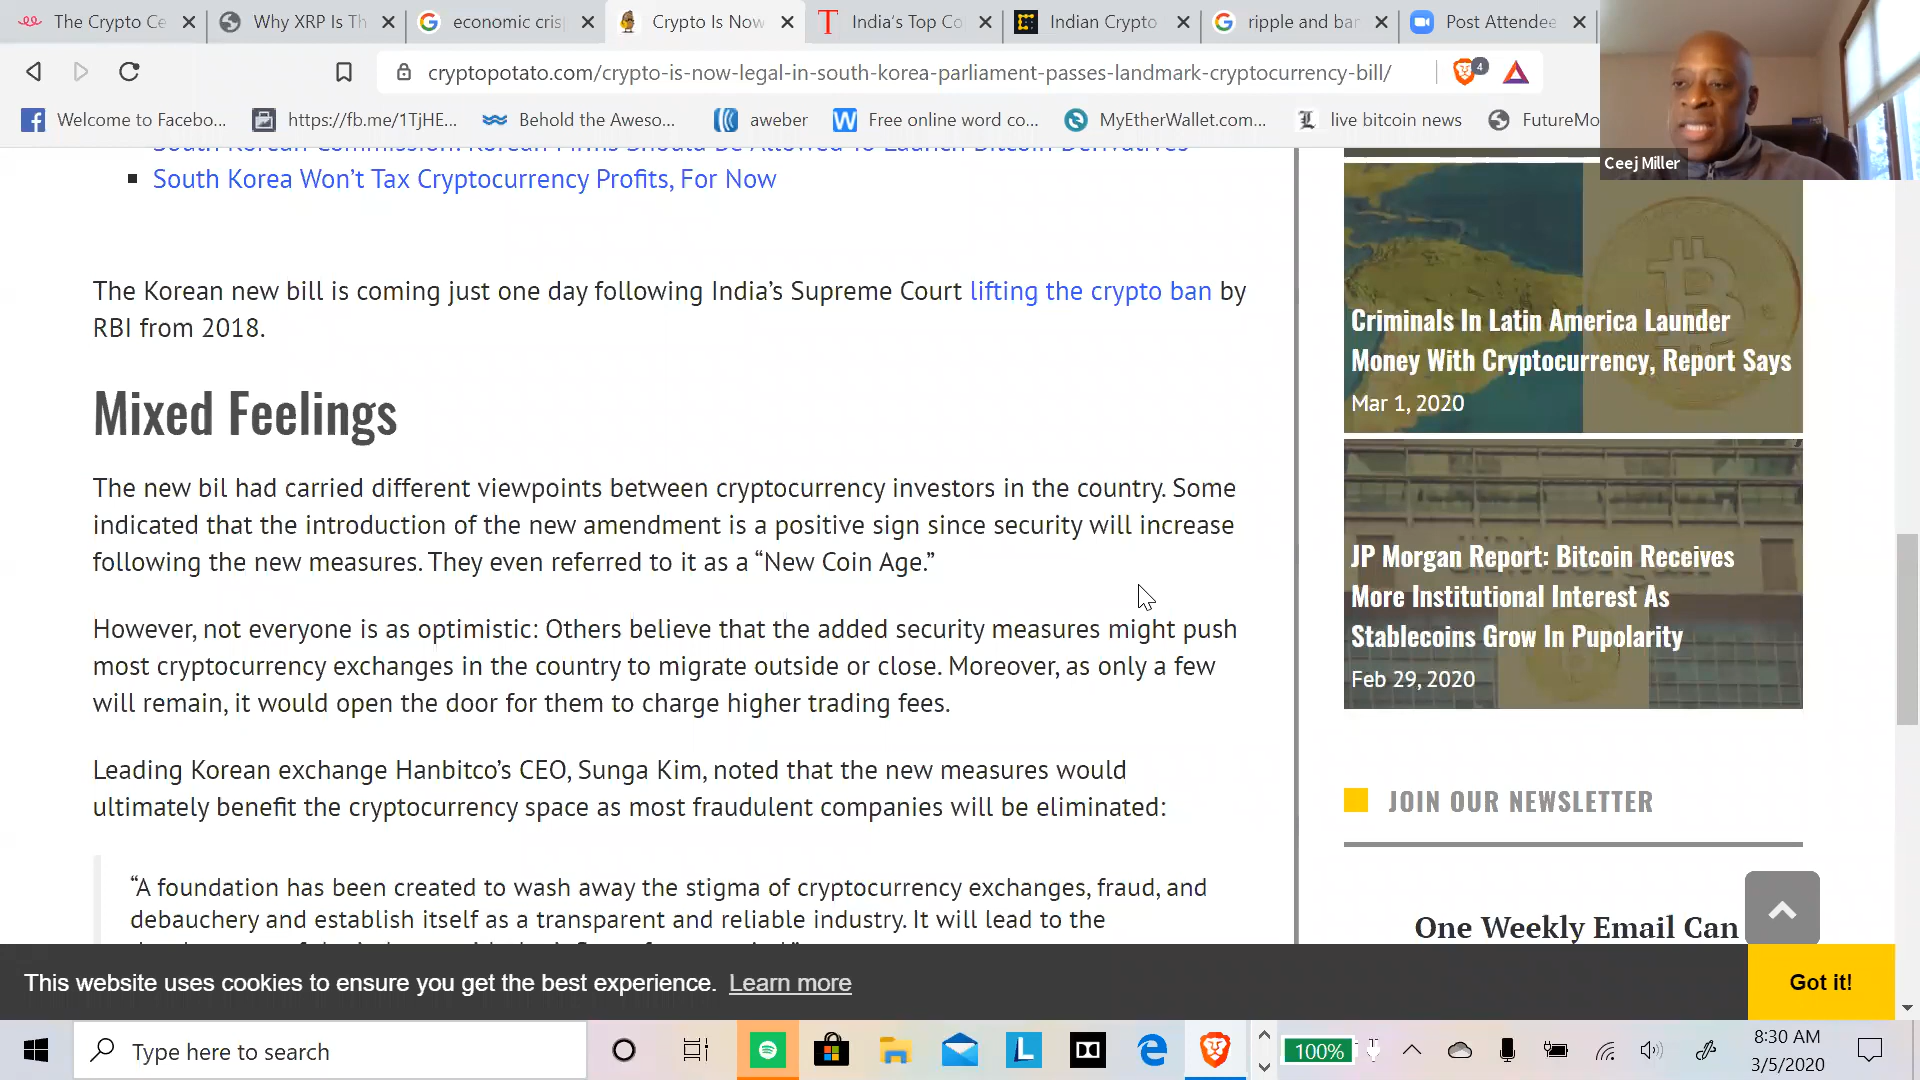 The Crypto Ce
Why XRP Is Th
economic cris
Crypto Is Now
India's Top Co
Indian Crypto
ripple and ban
Post Attendee
cryptopotato.com/crypto-is-now-legal-in-south-korea-parliament-passes-landmark-cryptocurrency-bill/
4
Welcome to Facebo...
https://fb.me/1TjHE...
Behold the Aweso...
aweber
Free online word co...
MyEtherWallet.com...
live bitcoin news
FutureMo
Ceej Miller
South Korean Commission: Korean Firms Should Be Allowed To Launch Bitcoin Derivatives
South Korea Won't Tax Cryptocurrency Profits, For Now
The Korean new bill is coming just one day following India's Supreme Court lifting the crypto ban by
RBI from 2018.
Mixed Feelings
The new bil had carried different viewpoints between cryptocurrency investors in the country. Some
indicated that the introduction of the new amendment is a positive sign since security will increase
following the new measures. They even referred to it as a “New Coin Age.”
However, not everyone is as optimistic: Others believe that the added security measures might push
most cryptocurrency exchanges in the country to migrate outside or close. Moreover, as only a few
will remain, it would open the door for them to charge higher trading fees.
Leading Korean exchange Hanbitco's CEO, Sunga Kim, noted that the new measures would
ultimately benefit the cryptocurrency space as most fraudulent companies will be eliminated:
“A foundation has been created to wash away the stigma of cryptocurrency exchanges, fraud, and
debauchery and establish itself as a transparent and reliable industry. It will lead to the
Criminals In Latin America Launder
Money With Cryptocurrency, Report Says
Mar 1, 2020
JP Morgan Report: Bitcoin Receives
More Institutional Interest As
Stablecoins Grow In Pupolarity
Feb 29, 2020
JOIN OUR NEWSLETTER
One Weekly Email Can
This website uses cookies to ensure you get the best experience. Learn more
Got it!
Type here to search
100%
8:30 AM
3/5/2020